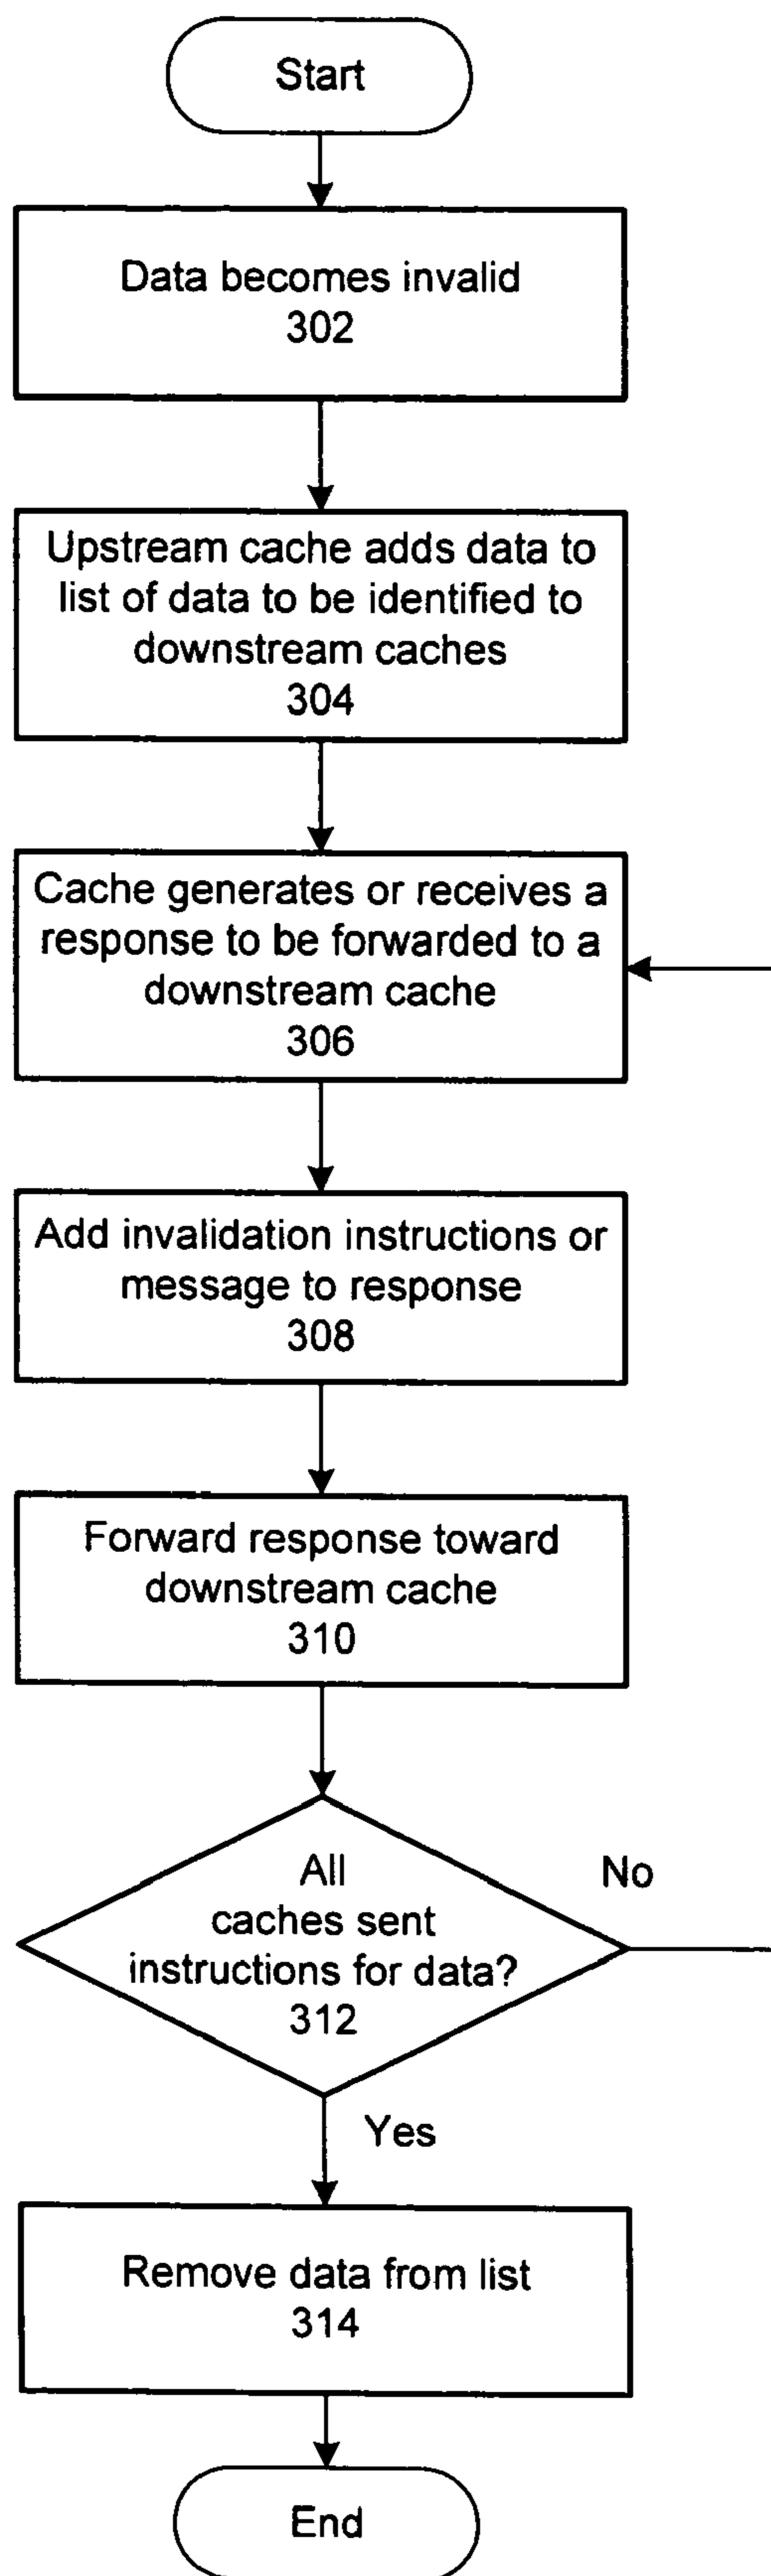 Start
Data becomes invalid
302
Upstream cache adds data to
list of data to be identified to
downstream caches
304
Cache generates or receives a
response to be forwarded to a
downstream cache
306
Add invalidation instructions or
message to response
308
Forward response toward
downstream cache
310
All
caches sent
instructions for data?
312
No
Yes
Remove data from list
314
End